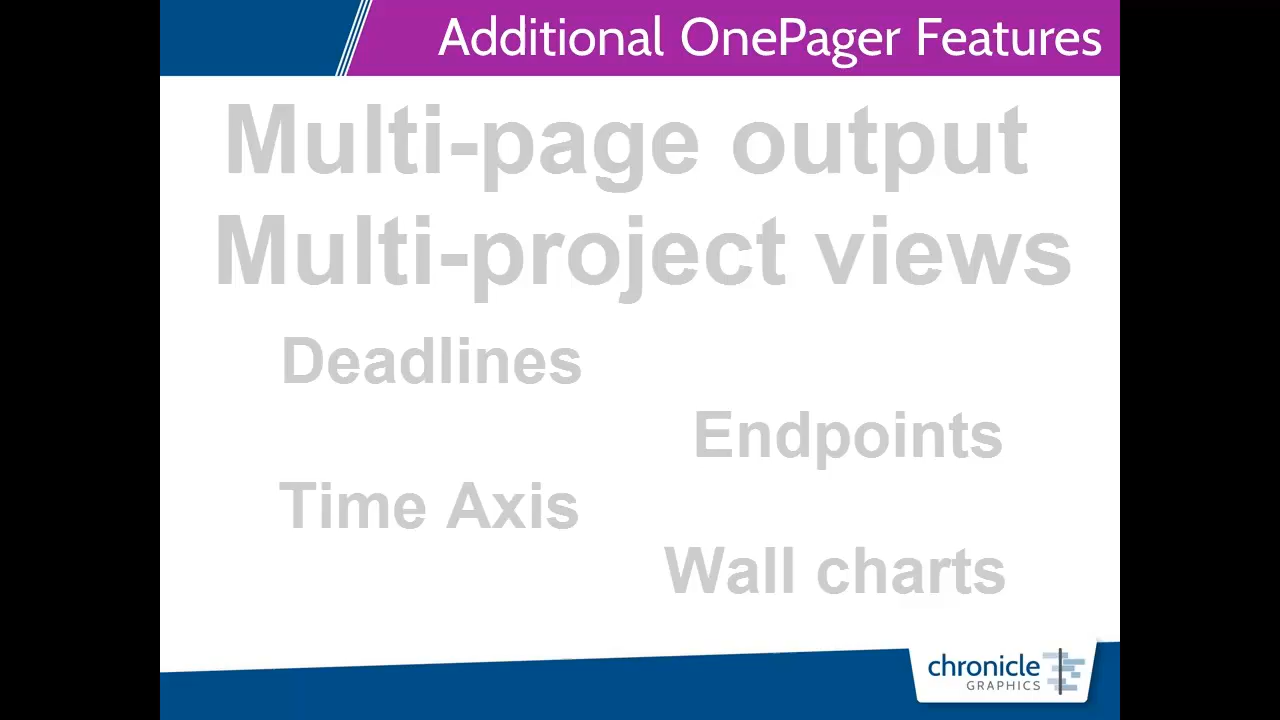 Additional OnePager Features
Multi-page output
Multi-project views
Deadlines
Endpoints
Time Axis
Wall charts
chronicle
GRAPHICS